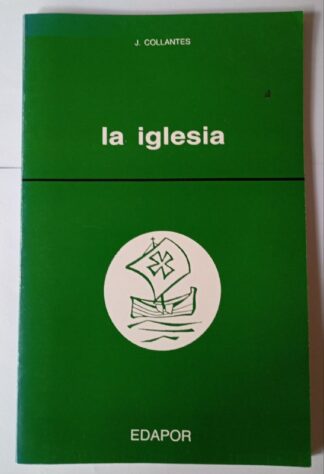 J. COLLANTES
la iglesia
EDAPOR